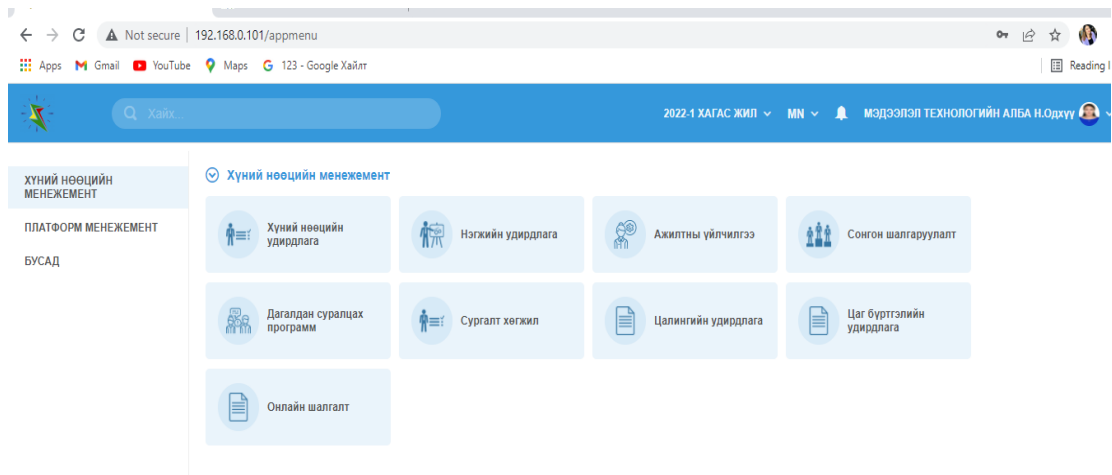 Not secure | 192.168.0.101/appmenu
Apps Gmail YouTube Maps 123 - Google Хайлт Reading
Хайх...
2022-1 ХАГАС ЖИЛ MN МЭДЭЭЛЭЛ ТЕХНОЛОГИЙН АЛБА Н.Одхүү
ХҮНИЙ НӨӨЦИЙН
МЕНЕЖЕМЕНТ
ПЛАТФОРМ МЕНЕЖЕМЕНТ
БУСАД
Хүний нөөцийн менежемент
Хүний нөөцийн
удирдлага
Нэгжийн удирдлага
Ажилтны үйлчилгээ
Сонгон шалгаруулалт
Дагалдан суралцах
программ
Сургалт хөгжил
Цалингийн удирдлага
Цаг бүртгэлийн
удирдлага
Онлайн шалгалт